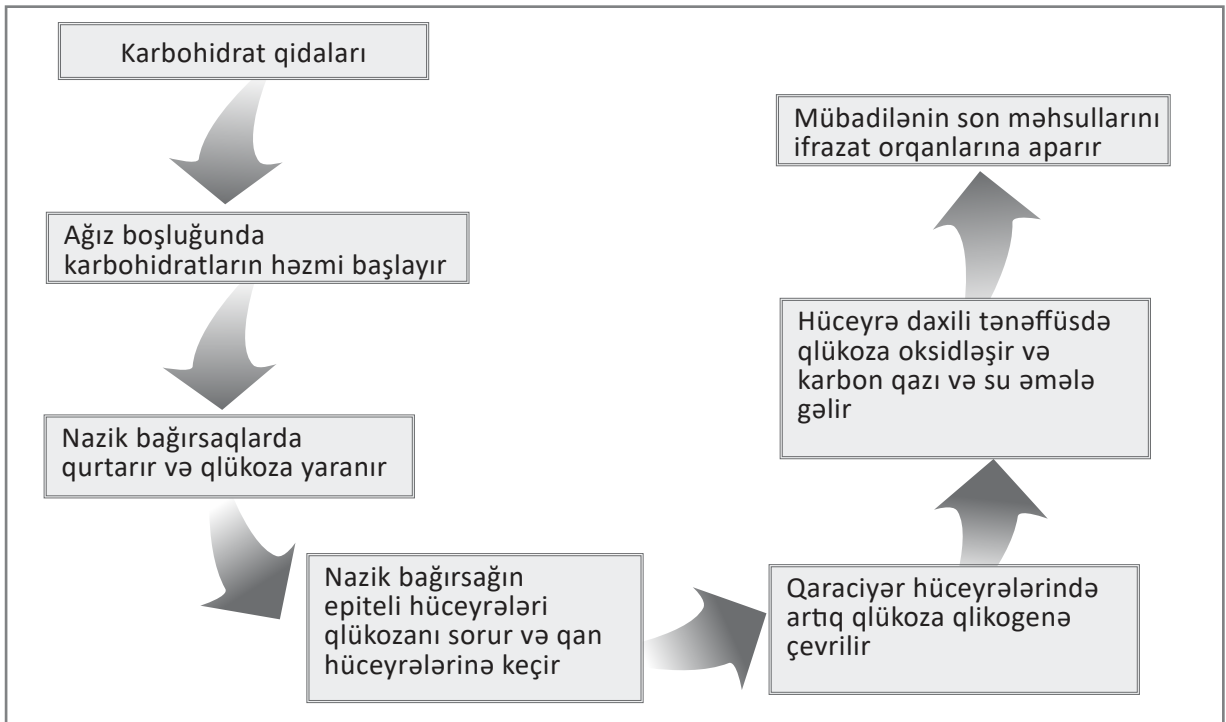 Karbohidrat qidaları
Ağız boşluğunda
karbohidratların həzmi başlayır
Nazik bağırsaqlarda
qurtarır və qlükoza yaranır
Nazik bağırsağın
epiteli hüceyrələri
qlükozanı sorur və qan
hüceyrələrinə keçir
Qaraciyər hüceyrələrində
artıq qlükoza qlikogenə
çevrilir
Hüceyrə daxili tənəffüsdə
qlükoza oksidləşir və
karbon qazı və su əmələ
gəlir
Mübadilənin son məhsullarını
ifrazat orqanlarına aparır